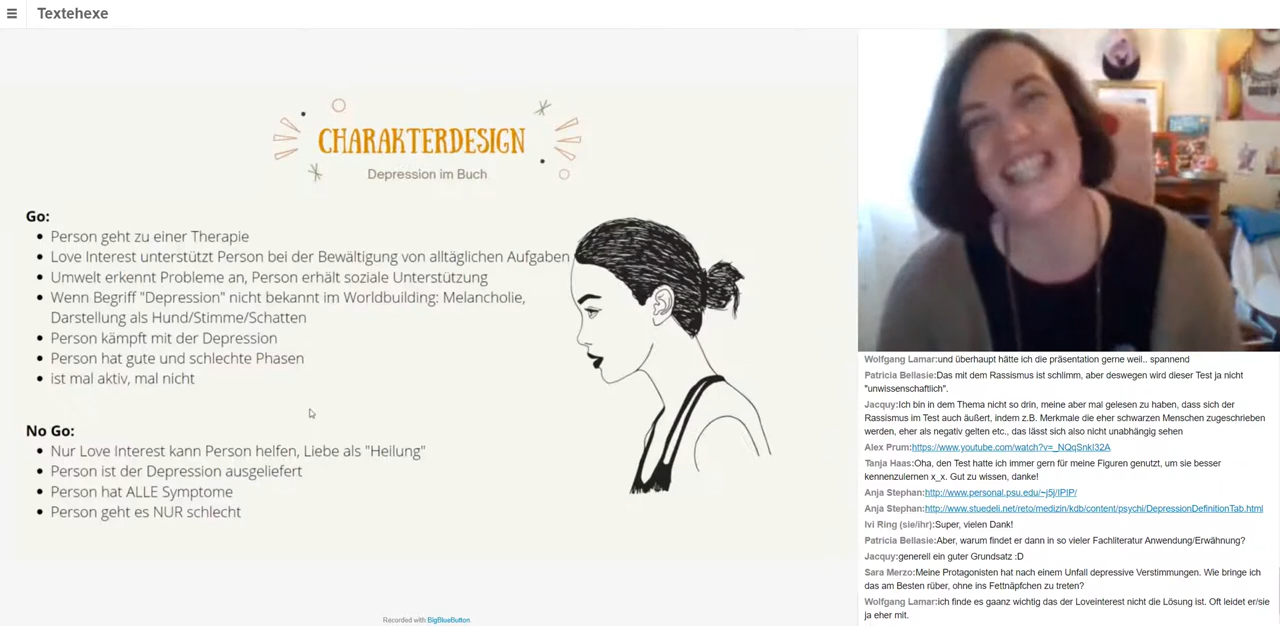 Textehexe
CHARAKTERDESIGN
Depression im Buch
Go:
Person geht zu einer Therapie
Love Interest unterstützt Person bei der Bewältigung von alltäglichen Aufgaben
Umwelt erkennt Probleme an, Person erhält soziale Unterstützung
Wenn Begriff "Depression" nicht bekannt im Worldbuilding: Melancholie,
Darstellung als Hund/Stimme/Schatten
Person kämpft mit der Depression
Person hat gute und schlechte Phasen
ist mal aktiv, mal nicht
No Go:
Nur Love Interest kann Person helfen, Liebe als "Heilung"
Person ist der Depression ausgeliefert
Person hat ALLE Symptome
Person geht es NUR schlecht
Recorded with BigBlueButton.
Wolfgang Lamar:und überhaupt hätte ich die präsentation gerne weil.. spannend
Patricia Bellasie:Das mit dem Rassismus ist schlimm, aber deswegen wird dieser Test ja nicht
"unwissenschaftlich".
Jacquy:Ich bin in dem Thema nicht so drin, meine aber mal gelesen zu haben, dass sich der
Rassismus im Test auch äußert, indem z.B. Merkmale die eher schwarzen Menschen zugeschrieben
werden, eher als negativ gelten etc., das lässt sich also nicht unabhängig sehen
Alex Prum:https://www.youtube.com/watch?v=_NQqSnkI32A
Tanja Haas:Oha, den Test hatte ich immer gern für meine Figuren genutzt, um sie besser
kennenzulernen x_x. Gut zu wissen, danke!
Anja Stephan:http://www.personal.psu.edu/~j5j/IPIP/
Anja Stephan:http://www.stuedeli.net/reto/medizin/kdb/content/psychi/DepressionDefinitionTab.html
Ivi Ring (sie/ihr):Super, vielen Dank!
Patricia Bellasie:Aber, warum findet er dann in so vieler Fachliteratur Anwendung/Erwähnung?
Jacquy:generell ein guter Grundsatz :D
Sara Merzo:Meine Protagonisten hat nach einem Unfall depressive Verstimmungen. Wie bringe ich
das am Besten rüber, ohne ins Fettnäpfchen zu treten?
Wolfgang Lamar:ich finde es gaanz wichtig das der Loveinterest nicht die Lösung ist. Oft leidet er/sie
ja eher mit.